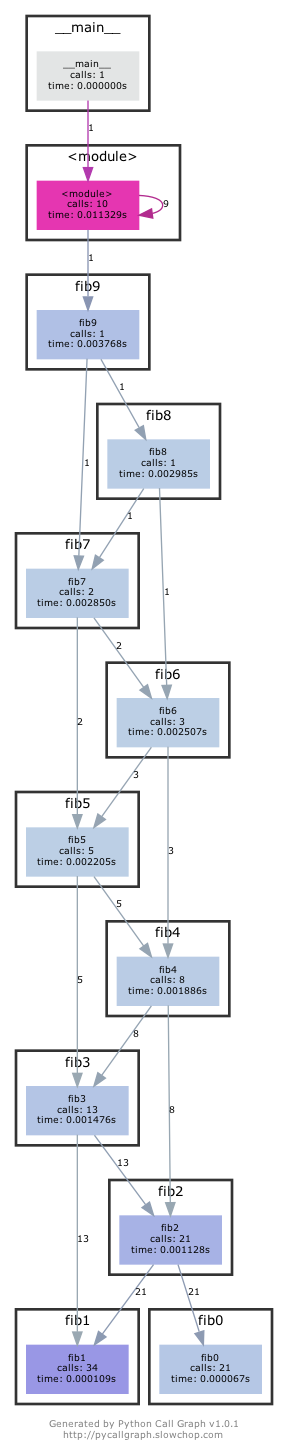 __main__
__main__
calls: 1
time: 0.000000s
1
<module>
<module>
calls: 10
time: 0.011329s
9
1
fib9
fib9
calls: 1
time: 0.003768s
1
fib8
fib8
calls: 1
time: 0.002985s
1
1
fib7
fib7
calls: 2
time: 0.002850s
1
2
fib6
fib6
calls: 3
time: 0.002507s
2
3
fib5
fib5
calls: 5
time: 0.002205s
3
5
fib4
fib4
calls: 8
time: 0.001886s
5
8
fib3
fib3
calls: 13
time: 0.001476s
8
13
fib2
fib2
calls: 21
time: 0.001128s
13
21
21
fib1
fib1
calls: 34
time: 0.000109s
fib0
fib0
calls: 21
time: 0.000067s
Generated by Python Call Graph v1.0.1
http://pycallgraph.slowchop.com